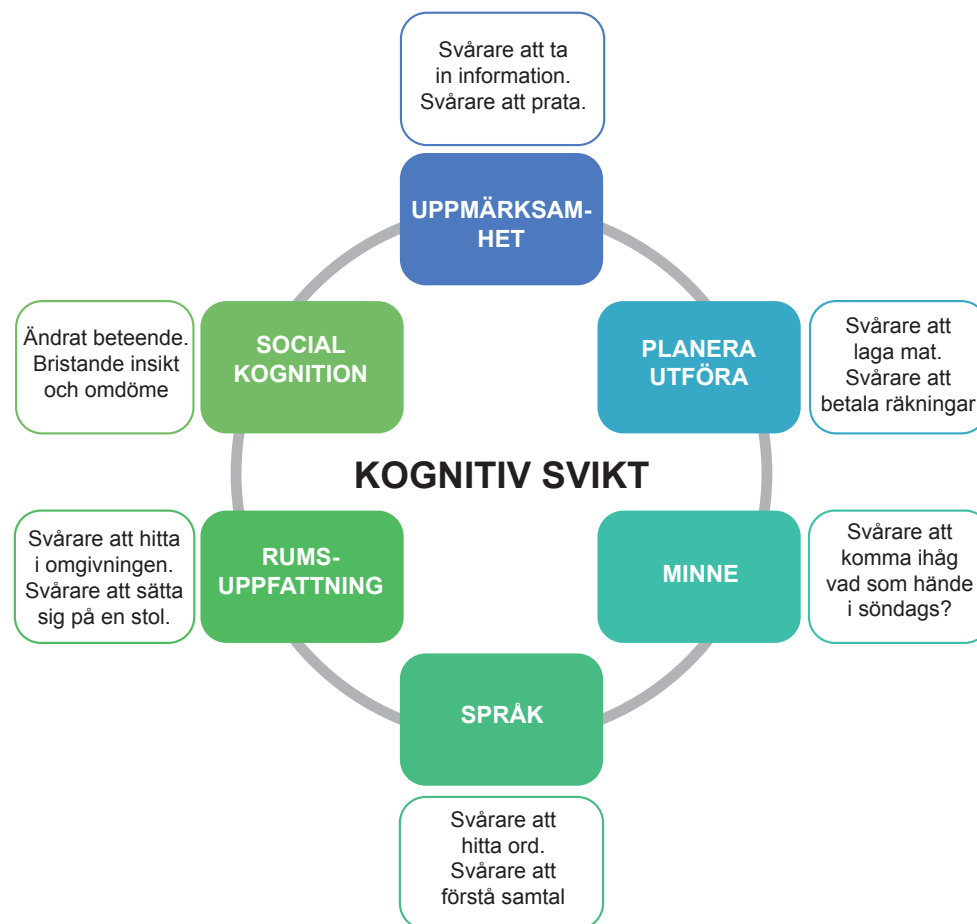 Svårare att ta
in information.
Svårare att prata.
UPPMÄRKSAM-
HET
Ändrat beteende.
Bristande insikt
och omdöme
SOCIAL
KOGNITION
PLANERA
UTFÖRA
Svårare att
laga mat.
Svårare att
betala räkningar
KOGNITIV SVIKT
Svårare att hitta
i omgivningen.
Svårare att sätta
sig på en stol.
RUMS-
UPPFATTNING
MINNE
Svårare att
komma ihåg
vad som hände
i söndags?
SPRÅK
Svårare att
hitta ord.
Svårare att
förstå samtal